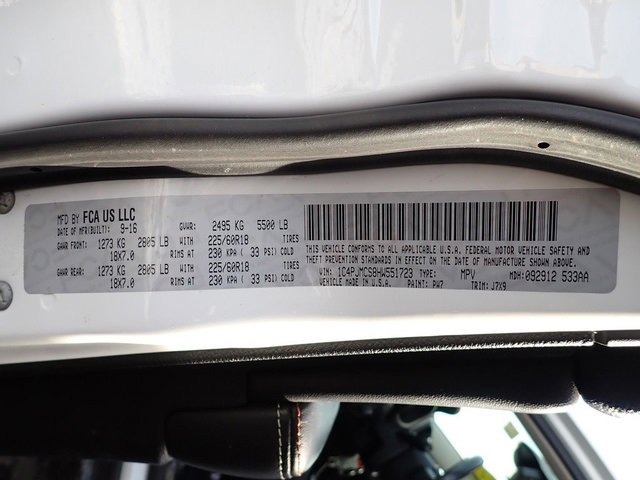 MFD BY FCA US LLC
DATE OF MFR(BUILT): 9-16 GVWR: 2495 KG 5500 LB
GAWR FRONT: 1273 KG 2805 LB WITH 225/60R18 TIRES
18X7.0 RIMS AT 230 KPA ( 33 PSI) COLD
GAWR REAR: 1273 KG 2805 LB WITH 225/60R18 TIRES
18X7.0 RIMS AT 230 KPA ( 33 PSI) COLD
THIS VEHICLE CONFORMS TO ALL APPLICABLE U.S.A. FEDERAL MOTOR VEHICLE SAFETY AND
THEFT PREVENTION STANDARDS IN EFFECT ON THE DATE OF MANUFACTURE SHOWN ABOVE.
VIN: 1C4PJMCS8HW551723 TYPE: MPV MDH: 092912 533AA
VEHICLE MADE IN U.S.A. PAINT: PW7 TRIM: J7X9